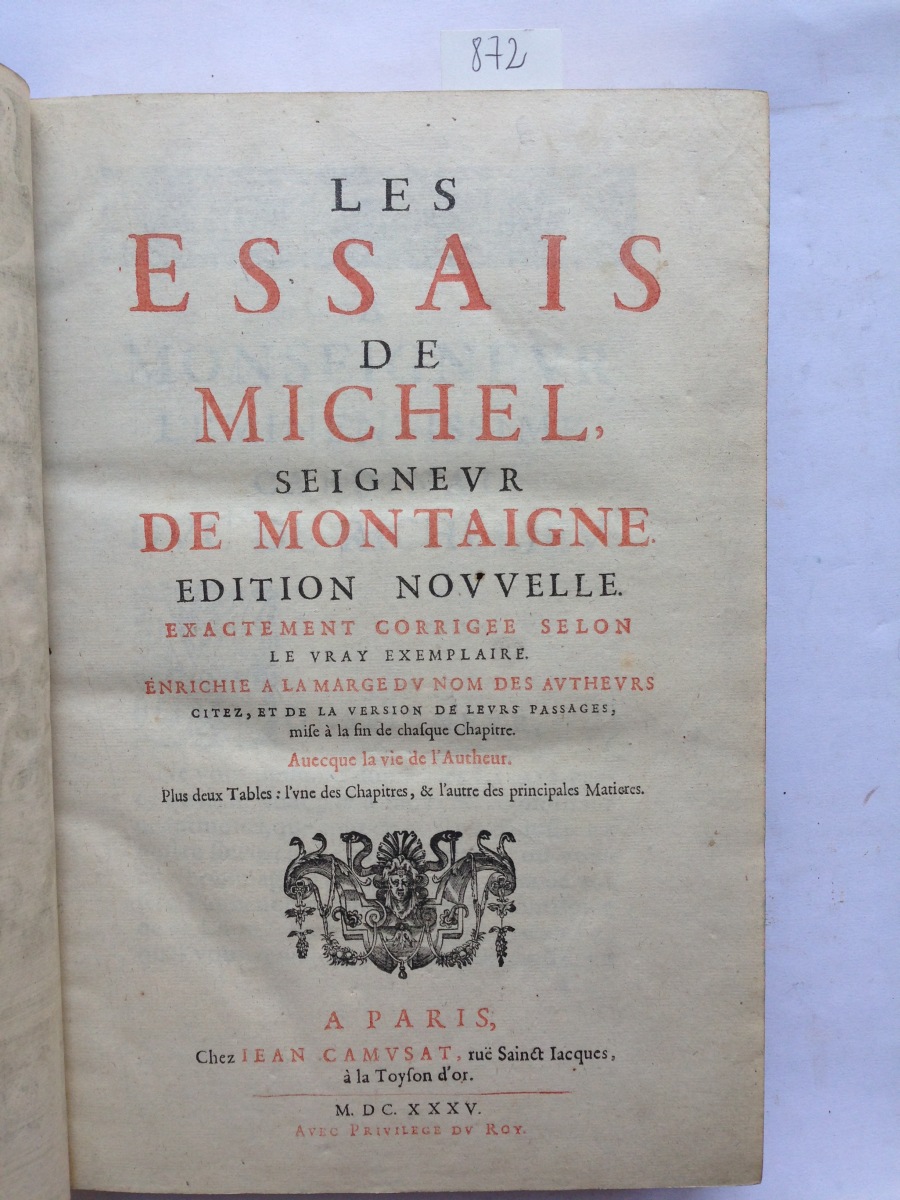 872
LES
ESSAIS
DE
MICHEL,
SEIGNEVR
DE MONTAIGNE.
EDITION NOVVELLE.
EXACTEMENT CORRIGEE SELON
LE VRAY EXEMPLAIRE.
ENRICHIE A LA MARGE DV NOM DES AVTHEVRS
CITEZ, ET DE LA VERSION DE LEVRS PASSAGES,
miſe à la fin de chaſque Chapitre.
Auecque la vie de l'Autheur.
Plus deux Tables : l'vne des Chapitres, & l'autre des principales Matieres.
A PARIS,
Chez IEAN CAMVSAT, ruë Sainct Iacques,
à la Toyſon d'or.
M. DC. XXXV.
AVEC PRIVILEGE DV ROY.